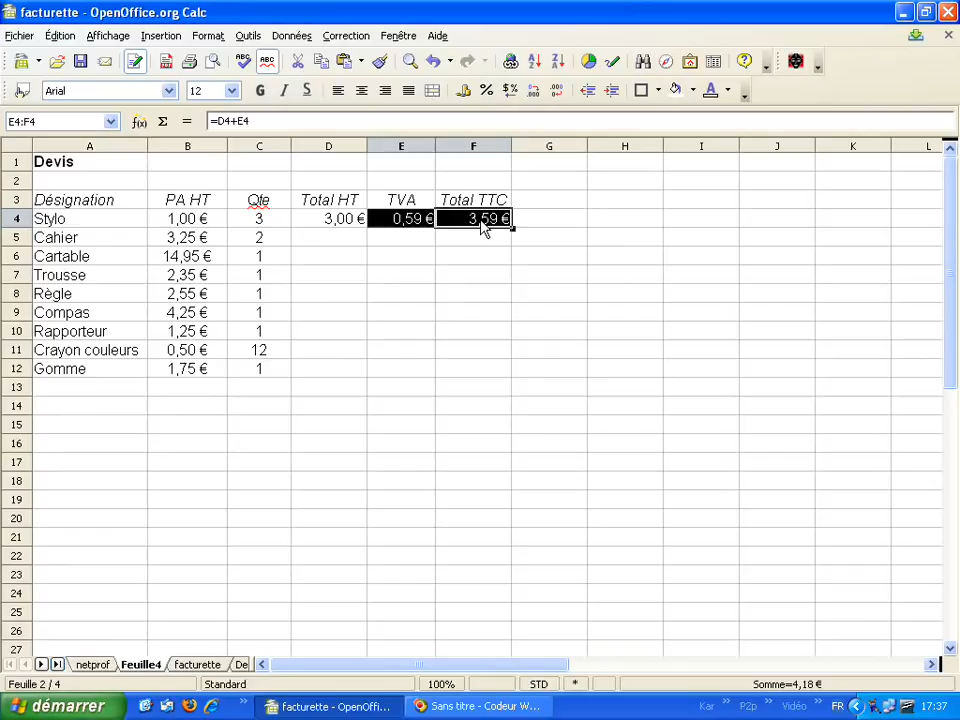 facturette - OpenOffice.org Calc
Fichier Édition Affichage Insertion Format Outils Données Correction Fenêtre Aide
ABC ABC
Arial 12 G I S
E4:F4 f(x) Σ = =D4+E4
A B C D E F G H I J K L
1 Devis
2
3 Désignation PA HT Qte Total HT TVA Total TTC
4 Stylo 1,00 € 3 3,00 € 0,59 € 3,59 €
5 Cahier 3,25 € 2
6 Cartable 14,95 € 1
7 Trousse 2,35 € 1
8 Règle 2,55 € 1
9 Compas 4,25 € 1
10 Rapporteur 1,25 € 1
11 Crayon couleurs 0,50 € 12
12 Gomme 1,75 € 1
13
14
15
16
17
18
19
20
21
22
23
24
25
26
27
netprof Feuille4 facturette De
Feuille 2 / 4 Standard 100% STD * Somme=4,18 €
démarrer facturette - OpenOffi... Sans titre - Codeur W... Kar P2p Vidéo FR 17:37